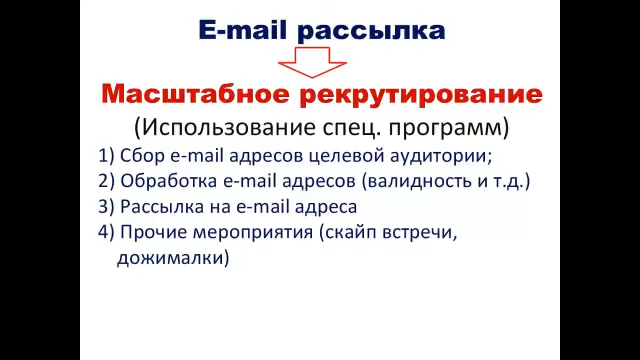 E-mail рассылка
Масштабное рекрутирование
(Использование спец. программ)
1) Сбор e-mail адресов целевой аудитории;
2) Обработка e-mail адресов (валидность и т.д.)
3) Рассылка на e-mail адреса
4) Прочие мероприятия (скайп встречи,
дожималки)